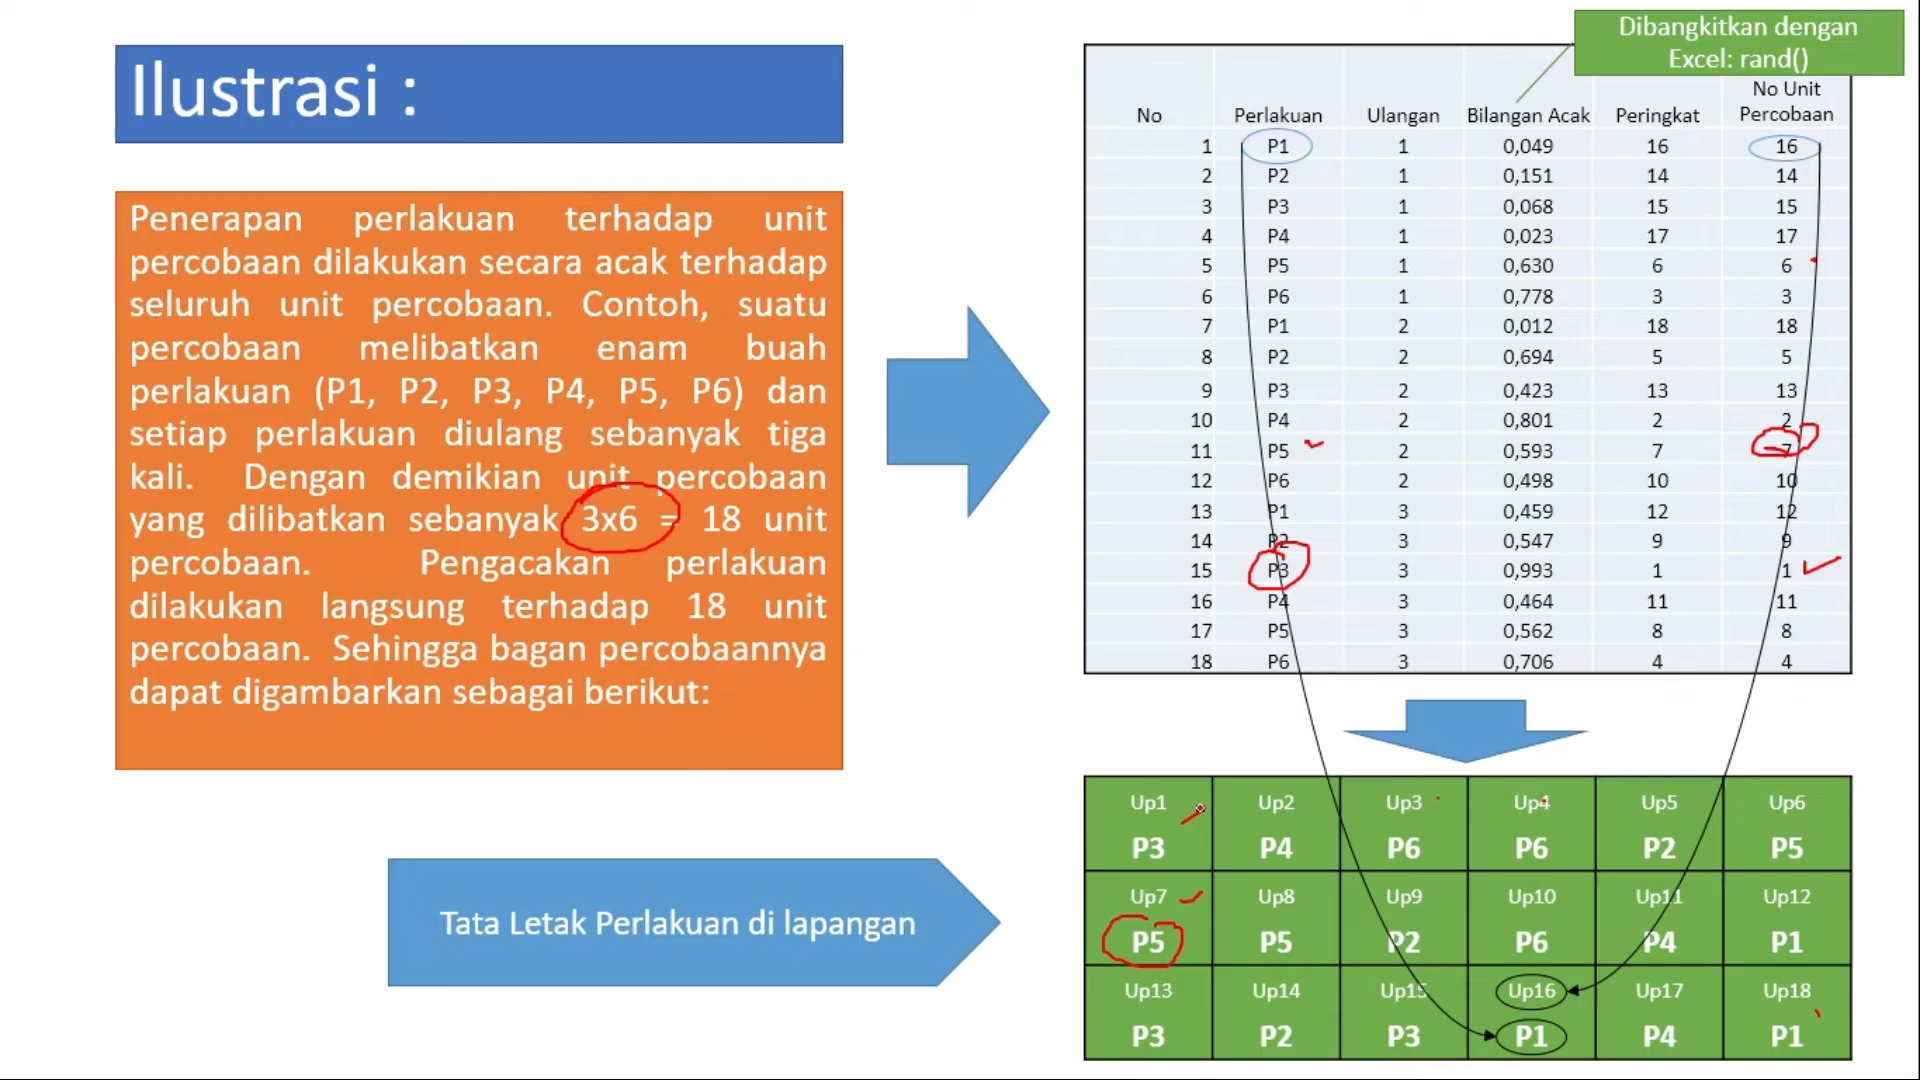 Ilustrasi :
Penerapan perlakuan terhadap unit
percobaan dilakukan secara acak terhadap
seluruh unit percobaan. Contoh, suatu
percobaan melibatkan enam buah
perlakuan (P1, P2, P3, P4, P5, P6) dan
setiap perlakuan diulang sebanyak tiga
kali. Dengan demikian unit percobaan
yang dilibatkan sebanyak 3x6 = 18 unit
percobaan. Pengacakan perlakuan
dilakukan langsung terhadap 18 unit
percobaan. Sehingga bagan percobaannya
dapat digambarkan sebagai berikut:
Dibangkitkan dengan
Excel: rand()
No Perlakuan Ulangan Bilangan Acak Peringkat No Unit Percobaan
1 P1 1 0,049 16 16
2 P2 1 0,151 14 14
3 P3 1 0,068 15 15
4 P4 1 0,023 17 17
5 P5 1 0,630 6 6
6 P6 1 0,778 3 3
7 P1 2 0,012 18 18
8 P2 2 0,694 5 5
9 P3 2 0,423 13 13
10 P4 2 0,801 2 2
11 P5 2 0,593 7 7
12 P6 2 0,498 10 10
13 P1 3 0,459 12 12
14 P2 3 0,547 9 9
15 P3 3 0,993 1 1
16 P4 3 0,464 11 11
17 P5 3 0,562 8 8
18 P6 3 0,706 4 4
Tata Letak Perlakuan di lapangan
Up1 Up2 Up3 Up4 Up5 Up6
P3 P4 P6 P6 P2 P5
Up7 Up8 Up9 Up10 Up11 Up12
P5 P5 P2 P6 P4 P1
Up13 Up14 Up15 Up16 Up17 Up18
P3 P2 P3 P1 P4 P1